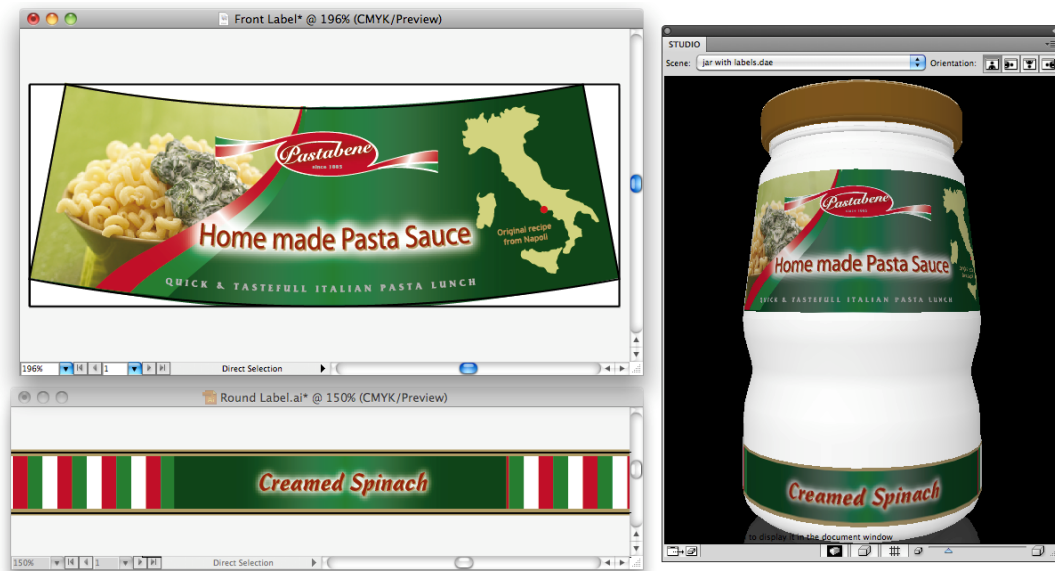 Front Label* @ 196% (CMYK/Preview)
Pastabene
since 1883
Home made Pasta Sauce
Original recipe
from Napoli
QUICK & TASTEFULL ITALIAN PASTA LUNCH
196%
1
Direct Selection
Round Label.ai* @ 150% (CMYK/Preview)
Creamed Spinach
150%
1
Direct Selection
STUDIO
Scene:
jar with labels.dae
Orientation:
Pastabene
Home made Pasta Sauce
QUICK & TASTEFULL ITALIAN PASTA LUNCH
Creamed Spinach
to display it in the document window